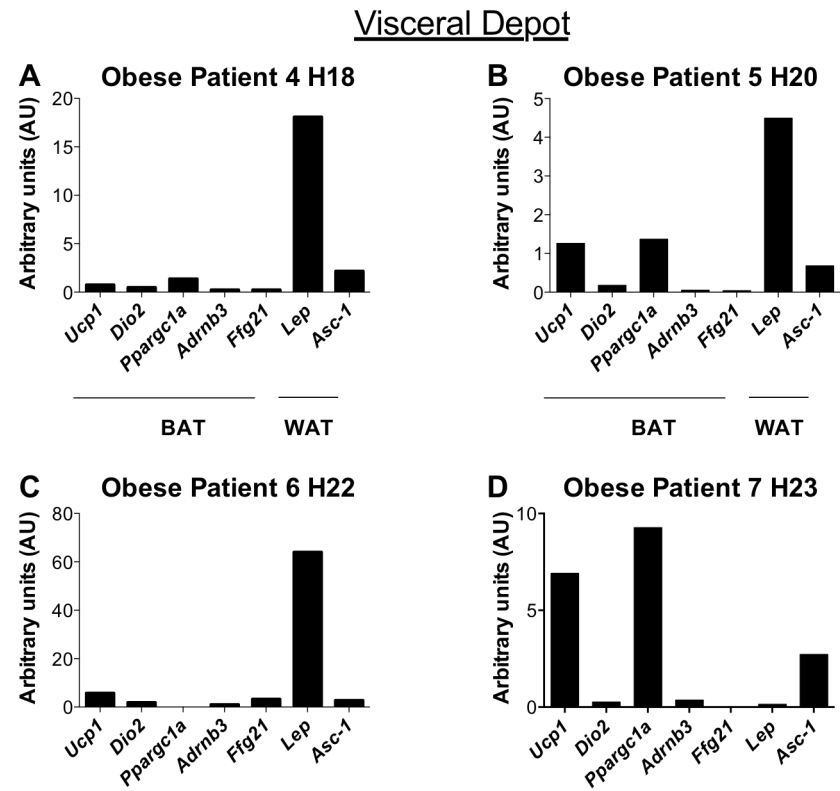 Visceral Depot
A Obese Patient 4 H18
Arbitrary units (AU)
20
15
10
5
0
Ucp1 Dio2 Ppargc1a Adrnb3 Ffg21 Lep Asc-1
BAT WAT
B Obese Patient 5 H20
Arbitrary units (AU)
5
4
3
2
1
0
Ucp1 Dio2 Ppargc1a Adrnb3 Ffg21 Lep Asc-1
BAT WAT
C Obese Patient 6 H22
Arbitrary units (AU)
80
60
40
20
0
Ucp1 Dio2 Ppargc1a Adrnb3 Ffg21 Lep Asc-1
D Obese Patient 7 H23
Arbitrary units (AU)
10
5
0
Ucp1 Dio2 Ppargc1a Adrnb3 Ffg21 Lep Asc-1